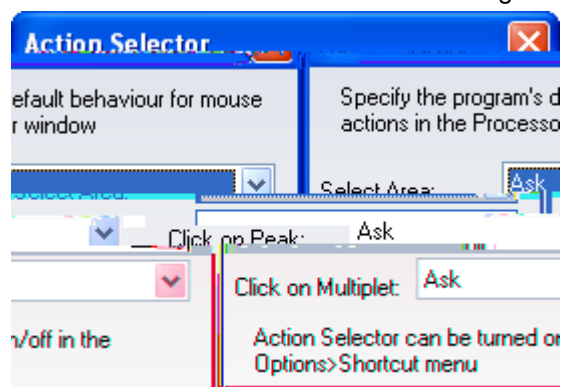 Action Selector
efault behaviour for mouse
r window
Specify the program's d
actions in the Processo
Select Area: Ask
Click on Peak: Ask
Click on Multiplet: Ask
n/off in the
Action Selector can be turned or
Options>Shortcut menu